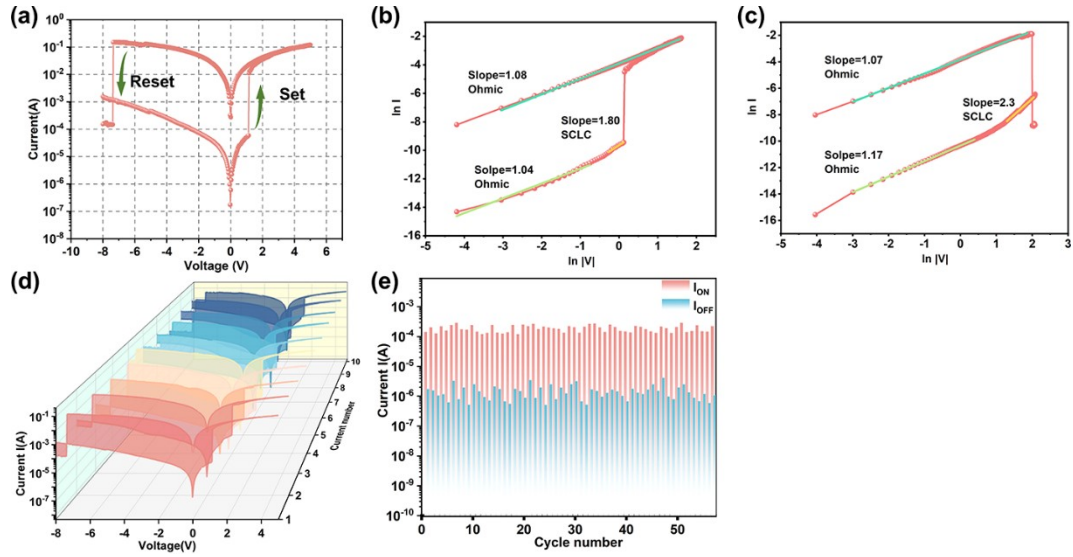 (a)
10^0
10^-1
10^-2
10^-3
10^-4
10^-5
10^-6
10^-7
10^-8
Current(A)
Reset
Set
-10 -8 -6 -4 -2 0 2 4 6
Voltage (V)
(b)
-2
-4
-6
-8
-10
-12
-14
-16
ln I
Slope=1.08
Ohmic
Slope=1.80
SCLC
Solpe=1.04
Ohmic
-5 -4 -3 -2 -1 0 1 2
ln |V|
(c)
-2
-4
-6
-8
-10
-12
-14
-16
ln I
Slope=1.07
Ohmic
Slope=2.3
SCLC
Solpe=1.17
Ohmic
-5 -4 -3 -2 -1 0 1 2 3
ln |V|
(d)
10^-1
10^-3
10^-5
10^-7
Current I(A)
-8 -6 -4 -2 0 2 4
Voltage(V)
1
2
3
4
5
6
7
8
9
10
Current number
(e)
I_ON
I_OFF
10^-3
10^-4
10^-5
10^-6
10^-7
10^-8
10^-9
10^-10
Current I(A)
0 10 20 30 40 50
Cycle number